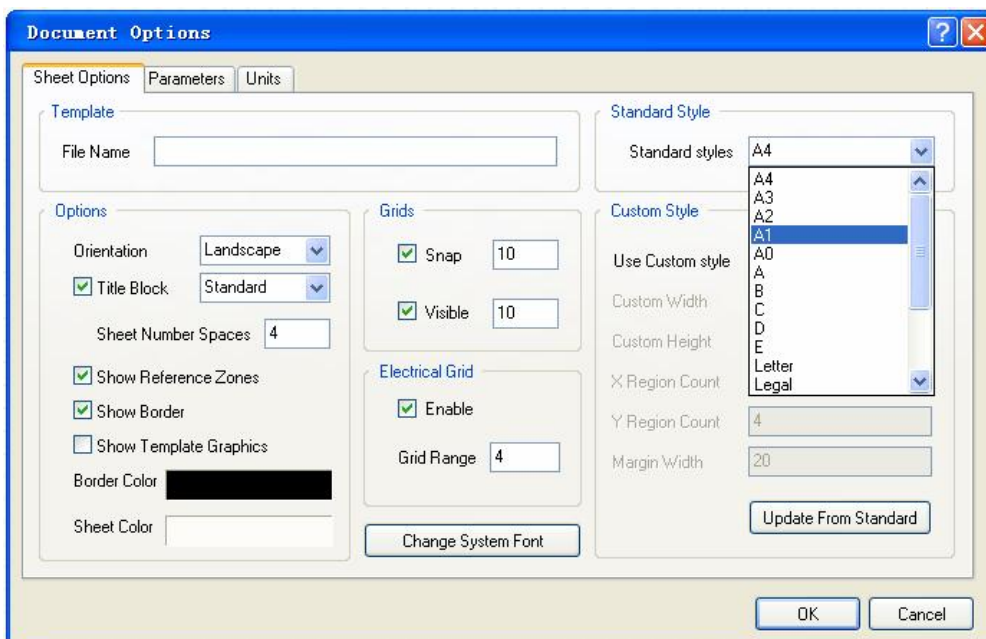 Document Options
Sheet Options Parameters Units
Template
File Name
Standard Style
Standard styles A4
A4
A3
A2
A1
A0
A
B
C
D
E
Letter
Legal
Options
Orientation Landscape
Title Block Standard
Sheet Number Spaces 4
Show Reference Zones
Show Border
Show Template Graphics
Border Color
Sheet Color
Grids
Snap 10
Visible 10
Electrical Grid
Enable
Grid Range 4
Change System Font
Custom Style
Use Custom style
Custom Width
Custom Height
X Region Count
Y Region Count 4
Margin Width 20
Update From Standard
OK Cancel